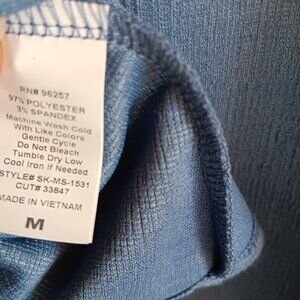 RN# 96257
97% POLYESTER
3% SPANDEX
Machine Wash Cold
With Like Colors
Gentle Cycle
Do Not Bleach
Tumble Dry Low
Cool Iron If Needed
STYLE# SK-MS-1531
CUT# 33847
MADE IN VIETNAM
M